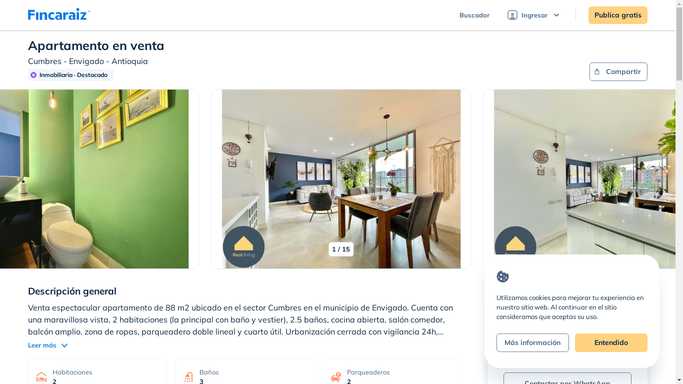 Fincaraiz
Buscador
Ingresar
Publica gratis
Apartamento en venta
Cumbres - Envigado - Antioquia
Inmobiliaria - Destacado
Compartir
1 / 15
Descripción general
Venta espectacular apartamento de 88 m2 ubicado en el sector Cumbres en el municipio de Envigado. Cuenta
con una maravillosa vista, 2 habitaciones (la principal con baño y vestier), 2.5 baños, cocina abierta, salón comedor,
balcón amplio, zona de ropas, parqueadero doble lineal y cuarto útil. Urbanización cerrada con vigilancia 24h,...
Leer más
Habitaciones
2
Baños
3
Parqueaderos
2
Utilizamos cookies para mejorar tu experiencia en
nuestro sitio web. Al continuar en el sitio
consideramos que aceptas su uso.
Más información
Entendido
Contactar por WhatsApp